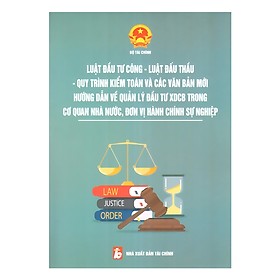 BỘ TÀI CHÍNH
LUẬT ĐẦU TƯ CÔNG - LUẬT ĐẤU THẦU
- QUY TRÌNH KIỂM TOÁN VÀ CÁC VĂN BẢN MỚI
HƯỚNG DẪN VỀ QUẢN LÝ ĐẦU TƯ XDCB TRONG
CƠ QUAN NHÀ NƯỚC, ĐƠN VỊ HÀNH CHÍNH SỰ NGHIỆP
LAW
JUSTICE
ORDER
NHÀ XUẤT BẢN TÀI CHÍNH